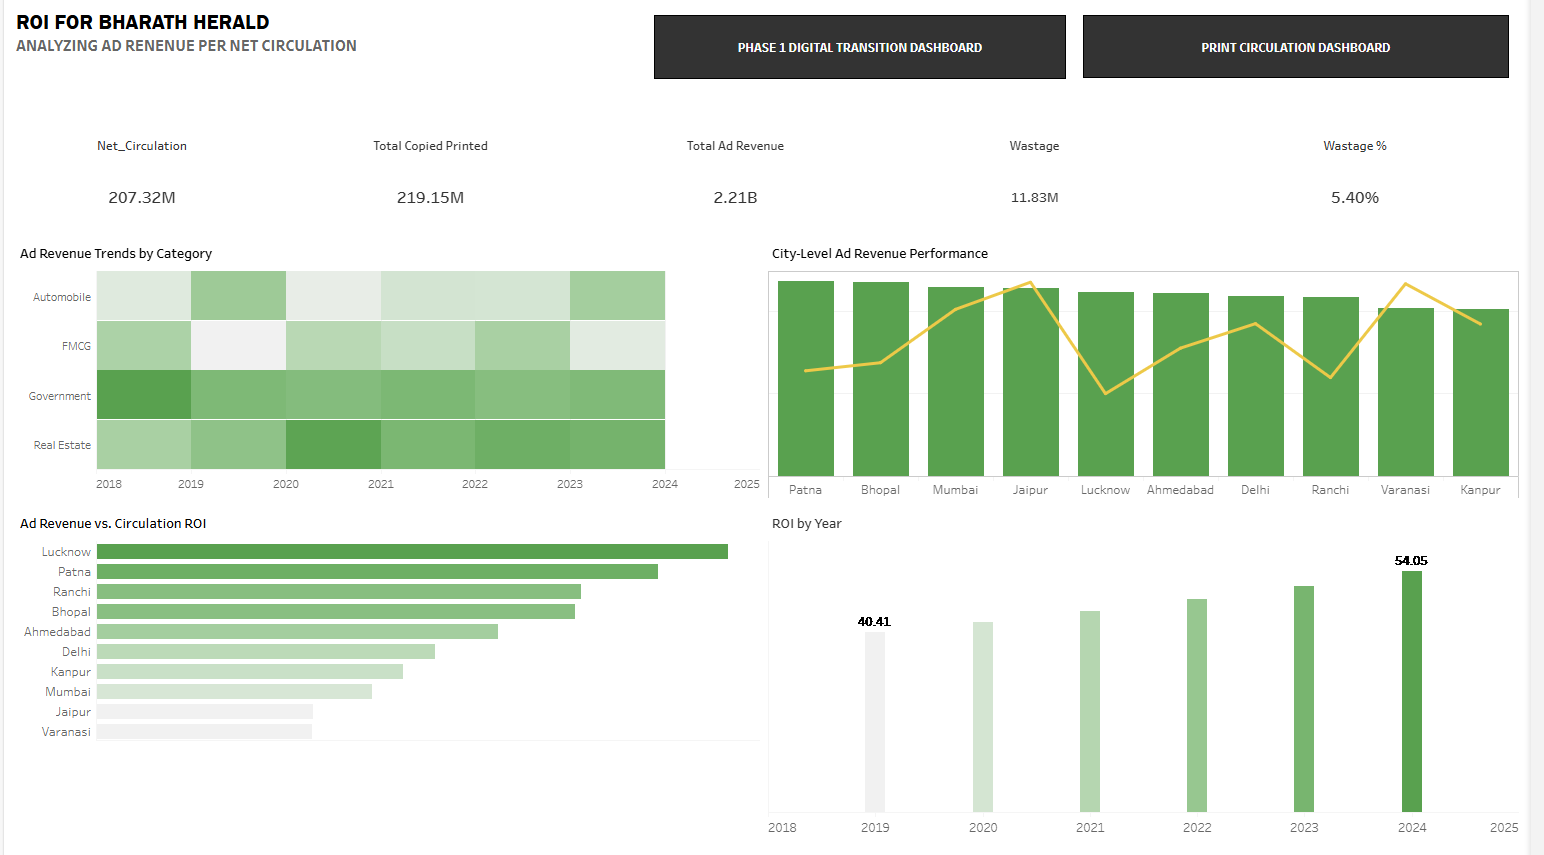 ROI FOR BHARATH HERALD
ANALYZING AD RENENUE PER NET CIRCULATION
PHASE 1 DIGITAL TRANSITION DASHBOARD
PRINT CIRCULATION DASHBOARD
Net_Circulation
Total Copied Printed
Total Ad Revenue
Wastage
Wastage %
207.32M
219.15M
2.21B
11.83M
5.40%
Ad Revenue Trends by Category
Automobile
FMCG
Government
Real Estate
2018 2019 2020 2021 2022 2023 2024 2025
City-Level Ad Revenue Performance
Patna Bhopal Mumbai Jaipur Lucknow Ahmedabad Delhi Ranchi Varanasi Kanpur
Ad Revenue vs. Circulation ROI
Lucknow
Patna
Ranchi
Bhopal
Ahmedabad
Delhi
Kanpur
Mumbai
Jaipur
Varanasi
ROI by Year
54.05
40.41
2018 2019 2020 2021 2022 2023 2024 2025